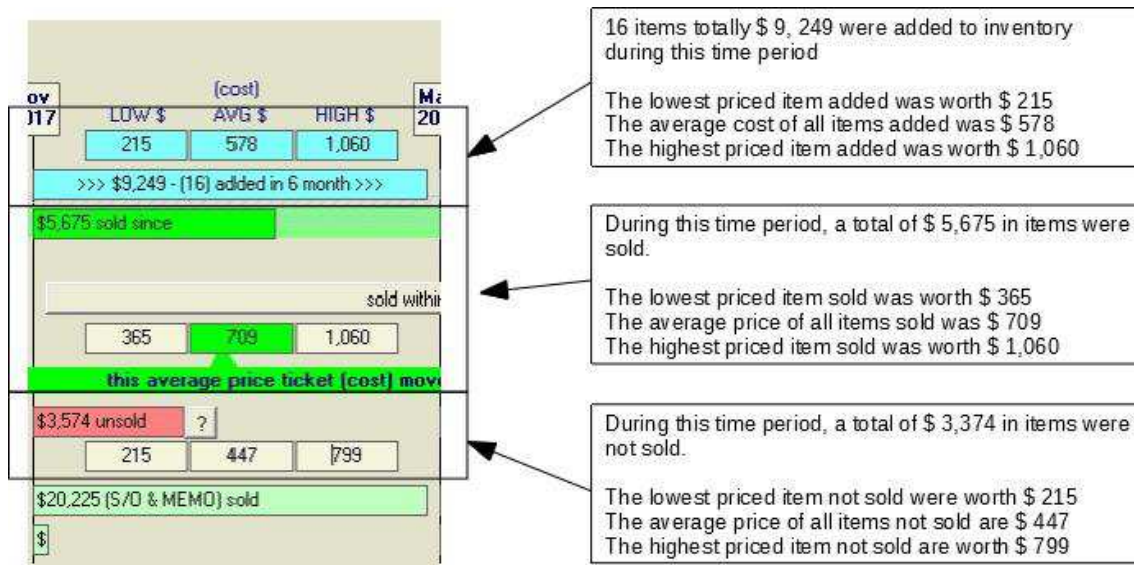 (cost)
ov
017
LOW $ AVG $ HIGH $
Ma
20
215 578 1,060
>>> $9,249 - (16) added in 6 month >>>
$5,675 sold since
sold withi
365 709 1,060
this average price ticket (cost) move
$3,574 unsold ?
215 447 799
$20,225 (S/O & MEMO) sold
$
16 items totally $ 9, 249 were added to inventory
during this time period
The lowest priced item added was worth $ 215
The average cost of all items added was $ 578
The highest priced item added was worth $ 1,060
During this time period, a total of $ 5,675 in items were
sold.
The lowest priced item sold was worth $ 365
The average price of all items sold was $ 709
The highest priced item sold was worth $ 1,060
During this time period, a total of $ 3,374 in items were
not sold.
The lowest priced item not sold were worth $ 215
The average price of all items not sold are $ 447
The highest priced item not sold are worth $ 799